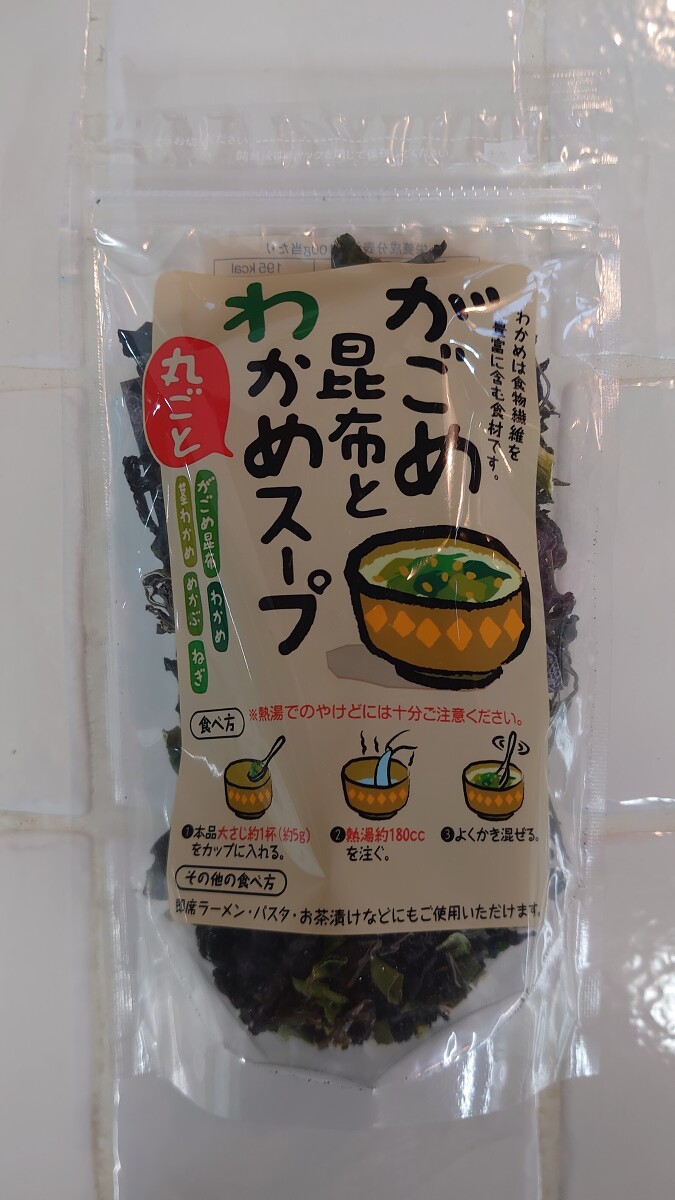 わかめは食物繊維を
豊富に含む食材です。
がごめ
昆布と
わかめスープ
丸ごと
がごめ昆布
わかめ
茎わかめ
めかぶ
ねぎ
食べ方
※熱湯でのやけどには十分ご注意ください。
❶本品大さじ約1杯(約5g)
をカップに入れる。
❷熱湯約180cc
を注ぐ。
❸よくかき混ぜる。
その他の食べ方
即席ラーメン・パスタ・お茶漬けなどにもご使用いただけます。
195 kcal